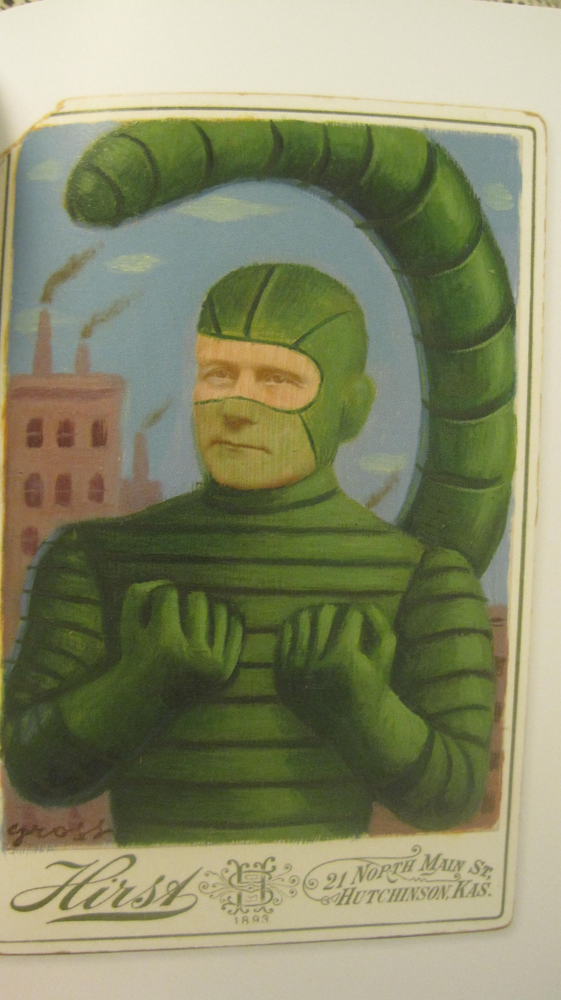 gross
Hirst
1893
21 North Main St,
Hutchinson, Kas.